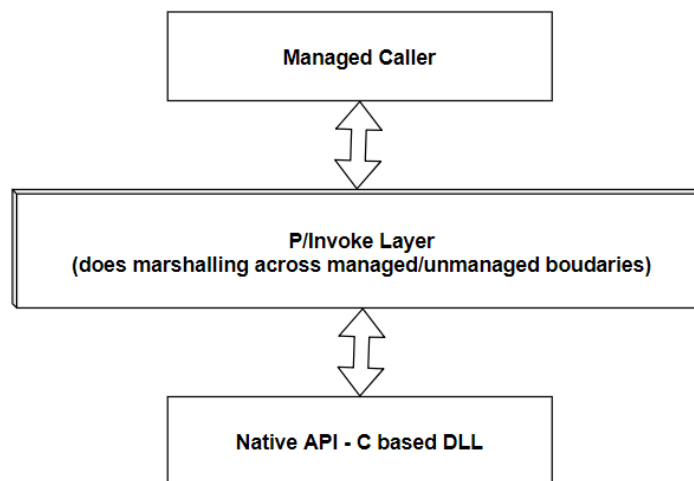 Managed Caller
P/Invoke Layer
(does marshalling across managed/unmanaged boudaries)
Native API - C based DLL